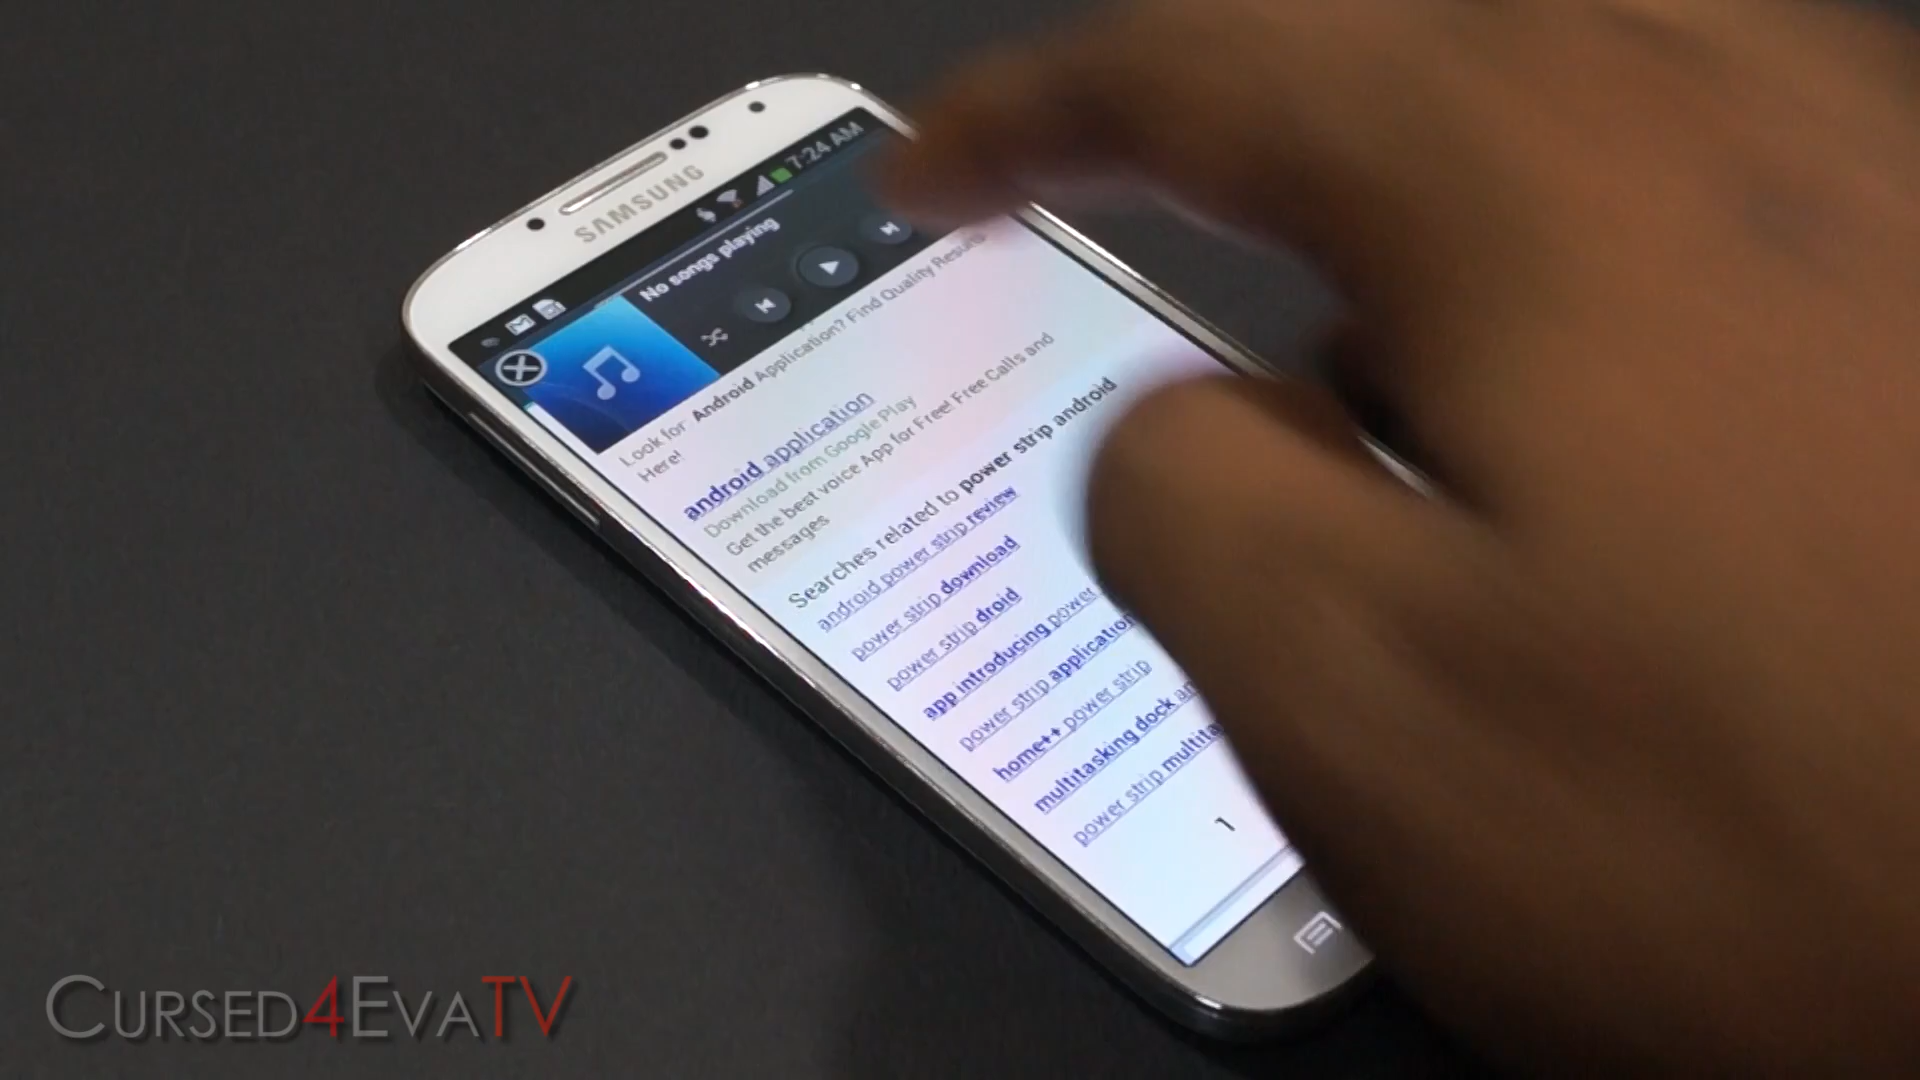 SAMSUNG
7:24 AM
No songs playing
Look for Android Application? Find Quality Results
Here!
android application
Download from Google Play
Get the best voice App for Free! Free Calls and
messages
Searches related to power strip android
android power strip review
power strip download
power strip droid
app introducing power
power strip application
home++ power strip
multitasking dock an
power strip multita
1
CURSED4EVATV